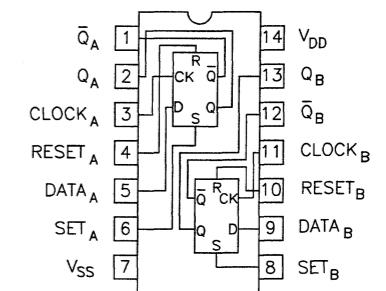 Q̅A 1 14 VDD
QA 2 13 QB
CLOCKA 3 12 Q̅B
RESETA 4 11 CLOCKB
DATAA 5 10 RESETB
SETA 6 9 DATAB
VSS 7 8 SETB
R
CK Q̅
D Q
S
R
Q̅ CK
Q D
S